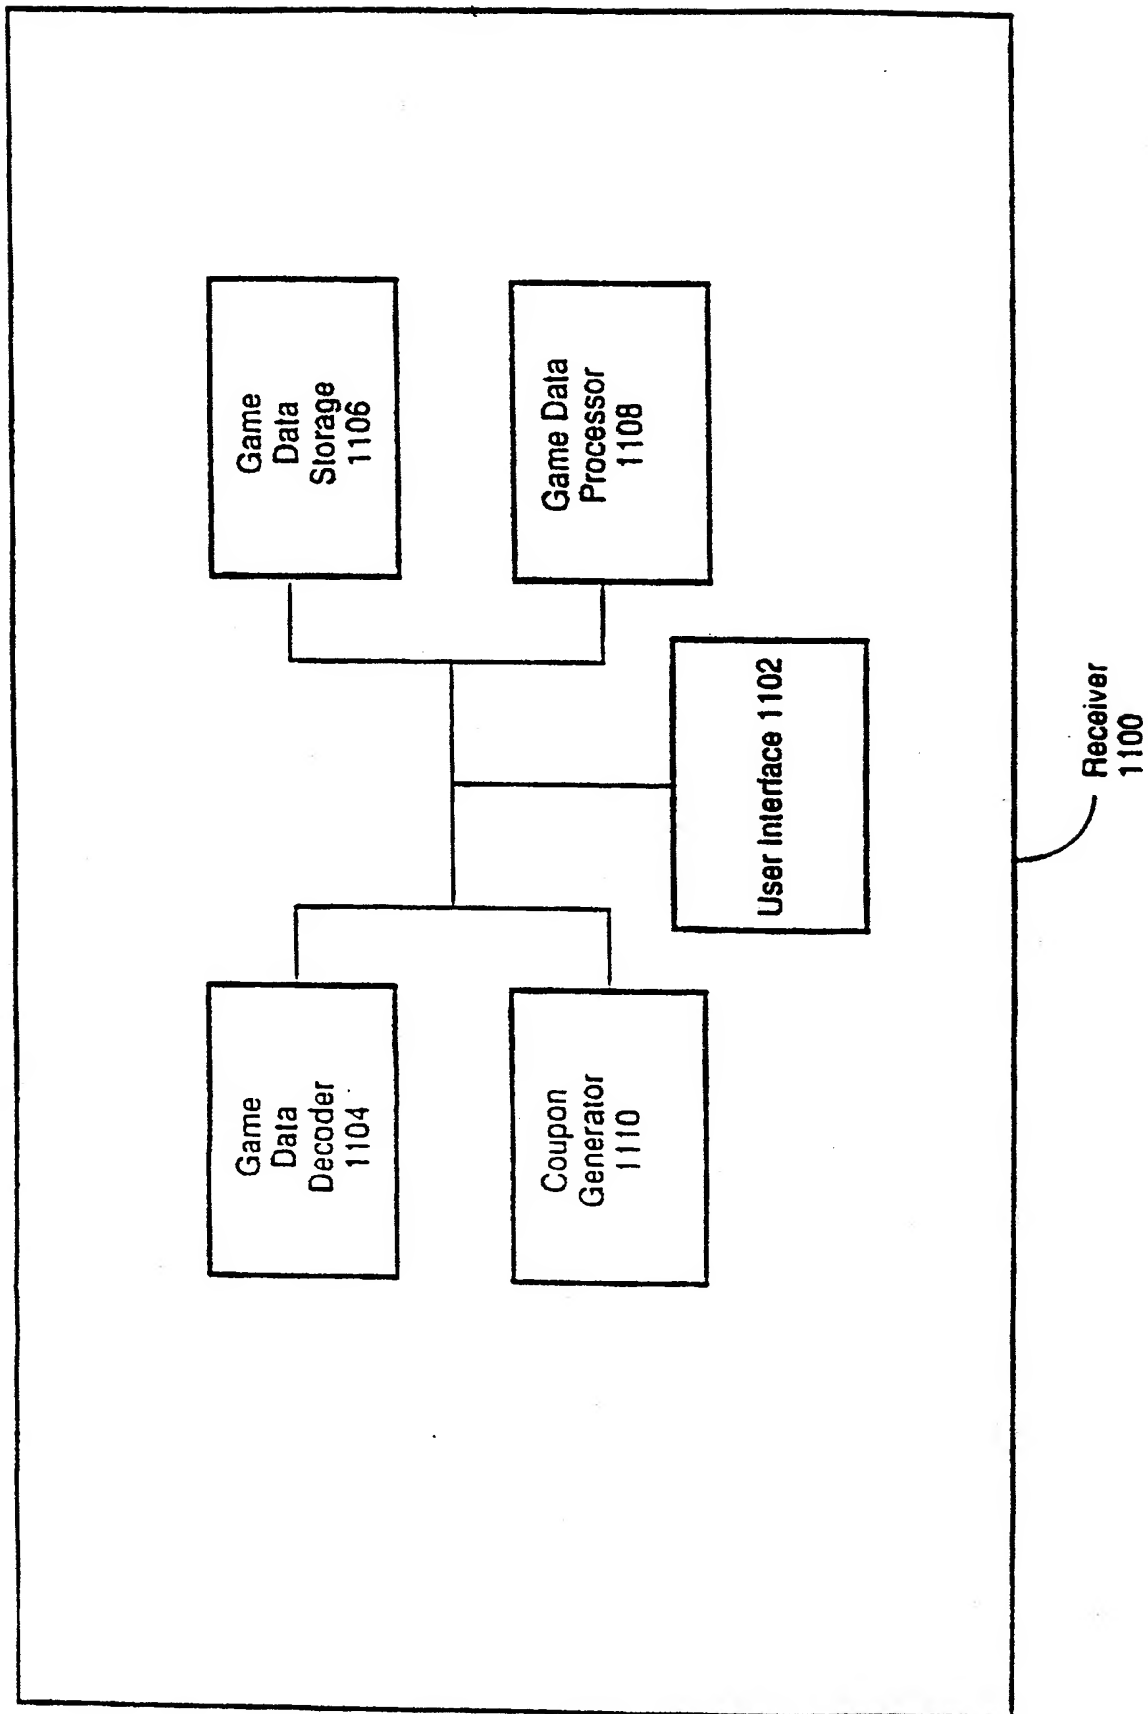 Game
Data
Decoder
1104
Game
Data
Storage
1106
Coupon
Generator
1110
Game Data
Processor
1108
User Interface 1102
Receiver
1100